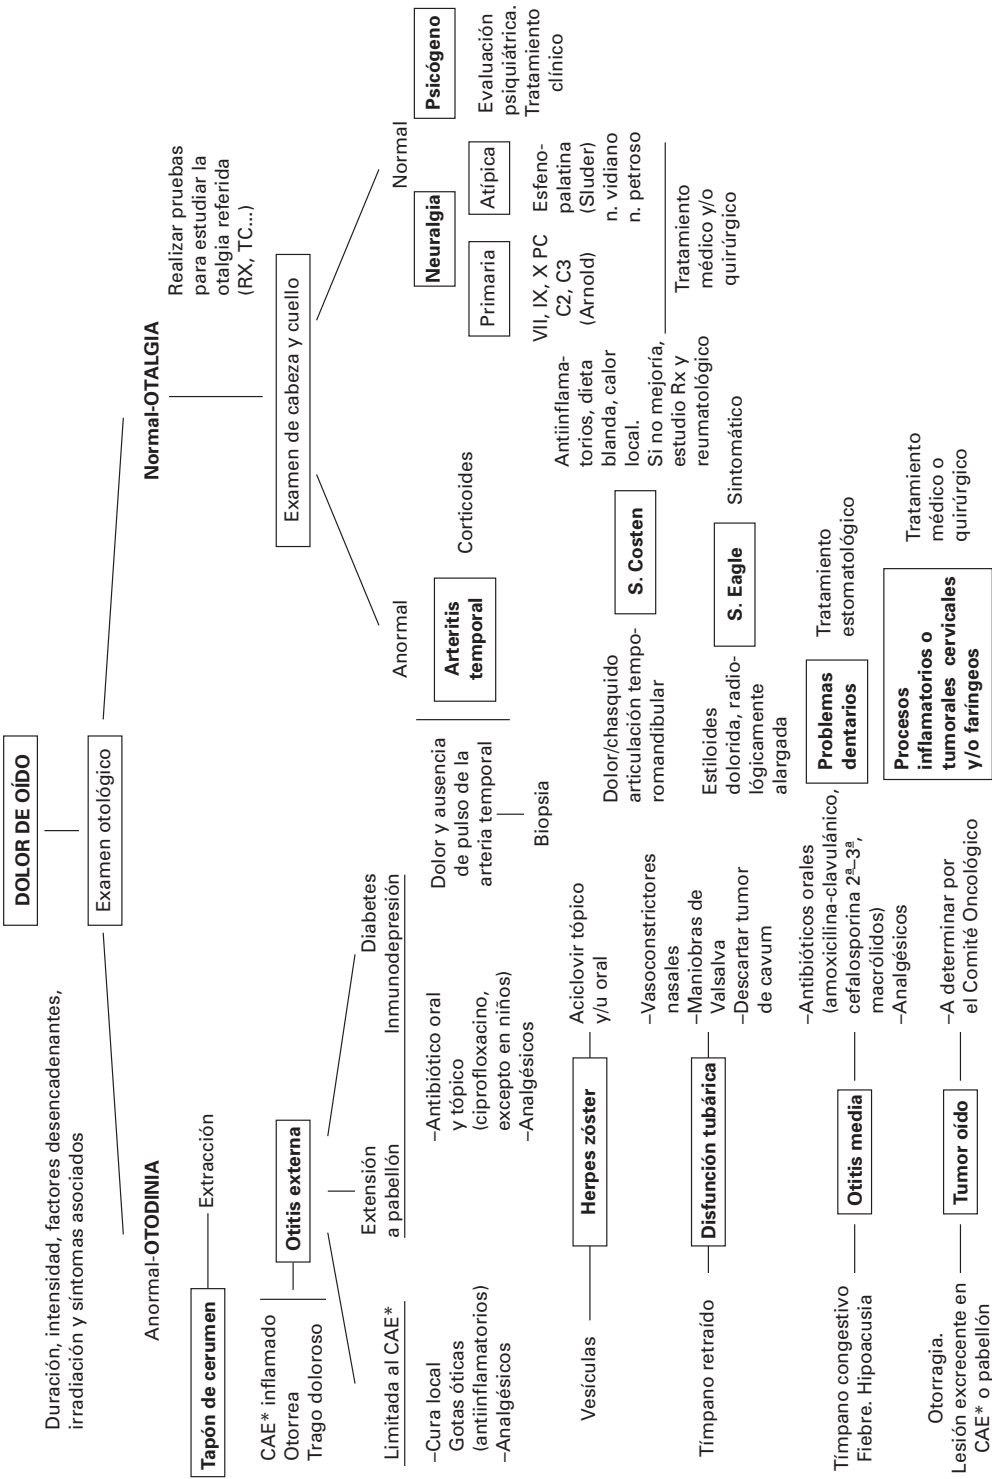 DOLOR DE OÍDO
Duración, intensidad, factores desencadenantes,
irradiación y síntomas asociados
Examen otológico
Anormal-OTODINIA
Tapón de cerumen
Extracción
CAE* inflamado
Otorrea
Trago doloroso
Otitis externa
Limitada al CAE*
–Cura local
Gotas óticas
(antiinflamatorios)
–Analgésicos
Extensión
a pabellón
Diabetes
Inmunodepresión
–Antibiótico oral
y tópico
(ciprofloxacino,
excepto en niños)
–Analgésicos
Vesículas
Herpes zóster
Aciclovir tópico
y/u oral
Tímpano retraído
Disfunción tubárica
–Vasoconstrictores
nasales
–Maniobras de
Valsalva
–Descartar tumor
de cavum
Tímpano congestivo
Fiebre. Hipoacusia
Otitis media
–Antibióticos orales
(amoxicilina-clavulánico,
cefalosporina 2ª–3ª,
macrólidos)
–Analgésicos
Otorragia.
Lesión excrecente en
CAE* o pabellón
Tumor oído
–A determinar por
el Comité Oncológico
Normal-OTALGIA
Realizar pruebas
para estudiar la
otalgia referida
(RX, TC...)
Examen de cabeza y cuello
Anormal
Dolor y ausencia
de pulso de la
arteria temporal
Biopsia
Arteritis
temporal
Corticoides
Dolor/chasquido
articulación tempo-
romandibular
S. Costen
Antiinflama-
torios, dieta
blanda, calor
local.
Si no mejoría,
estudio Rx y
reumatológico
Estiloides
dolorida, radio-
lógicamente
alargada
S. Eagle
Sintomático
Problemas
dentarios
Tratamiento
estomatológico
Procesos
inflamatorios o
tumorales cervicales
y/o faríngeos
Tratamiento
médico o
quirúrgico
Normal
Neuralgia
Primaria
VII, IX, X PC
C2, C3
(Arnold)
Atípica
Esfeno-
palatina
(Sluder)
n. vidiano
n. petroso
Tratamiento
médico y/o
quirúrgico
Psicógeno
Evaluación
psiquiátrica.
Tratamiento
clínico